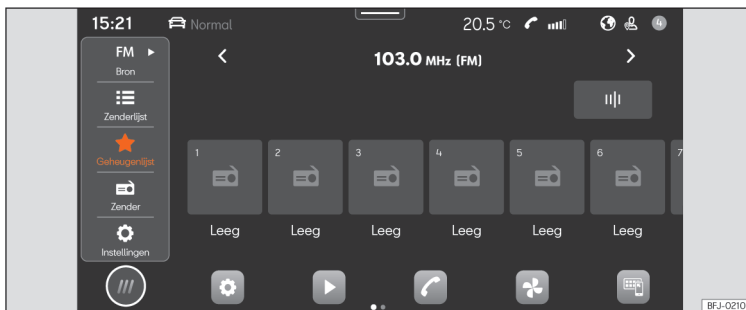 15:21 Normal 20.5 °C 4
FM
Bron
103.0 MHz (FM)
Zenderlijst
Geheugenlijst
1 2 3 4 5 6 7
Zender
Leeg Leeg Leeg Leeg Leeg Leeg
Instellingen
BFJ-0210